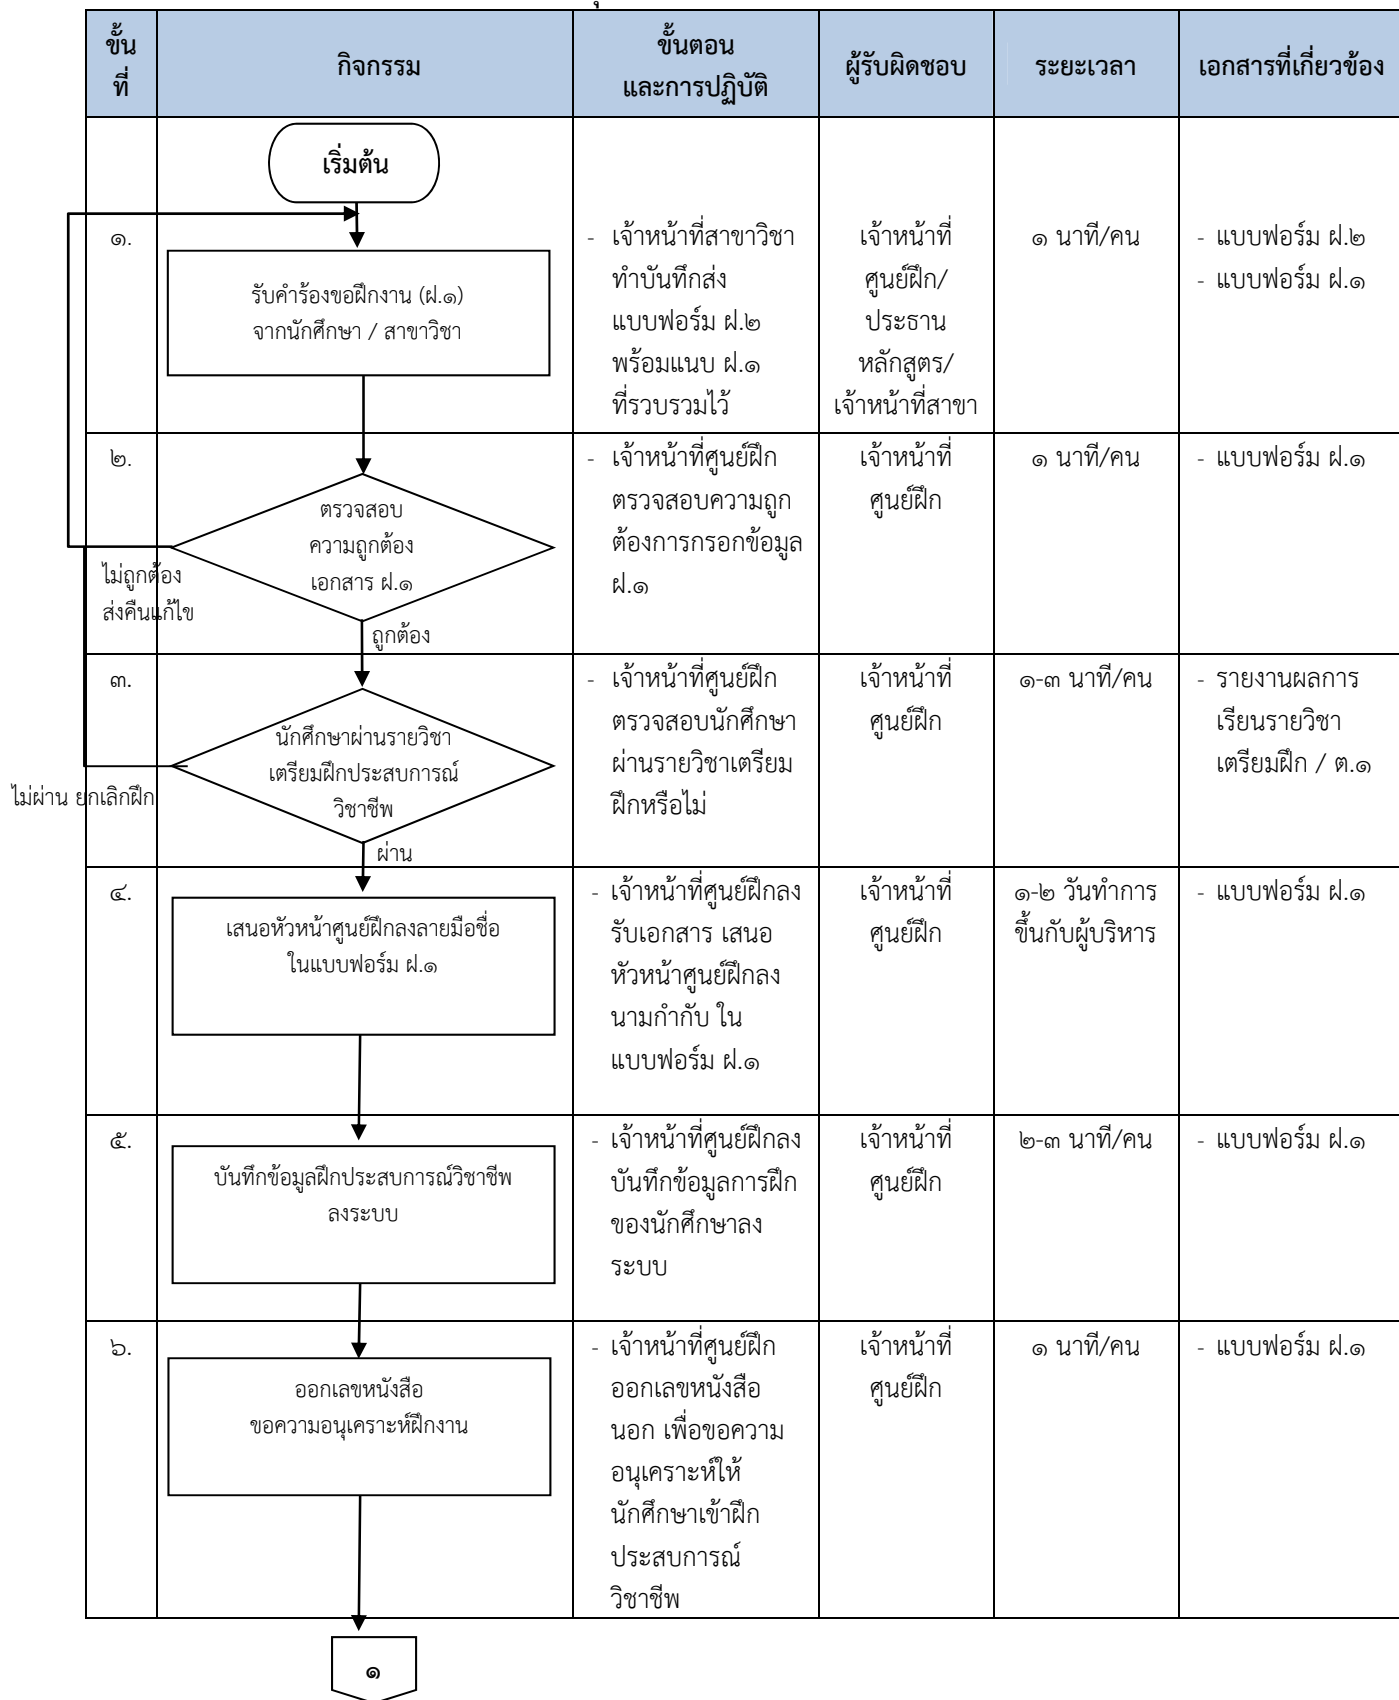 ขั้น
ที่
กิจกรรม
ขั้นตอน
และการปฏิบัติ
ผู้รับผิดชอบ
ระยะเวลา
เอกสารที่เกี่ยวข้อง
เริ่มต้น
๑.
รับคำร้องขอฝึกงาน (ฝ.๑)
จากนักศึกษา / สาขาวิชา
- เจ้าหน้าที่สาขาวิชา
ทำบันทึกส่ง
แบบฟอร์ม ฝ.๒
พร้อมแนบ ฝ.๑
ที่รวบรวมไว้
เจ้าหน้าที่
ศูนย์ฝึก/
ประธาน
หลักสูตร/
เจ้าหน้าที่สาขา
๑ นาที/คน
- แบบฟอร์ม ฝ.๒
- แบบฟอร์ม ฝ.๑
๒.
ตรวจสอบ
ความถูกต้อง
เอกสาร ฝ.๑
ไม่ถูกต้อง
ส่งคืนแก้ไข
ถูกต้อง
- เจ้าหน้าที่ศูนย์ฝึก
ตรวจสอบความถูก
ต้องการกรอกข้อมูล
ฝ.๑
เจ้าหน้าที่
ศูนย์ฝึก
๑ นาที/คน
- แบบฟอร์ม ฝ.๑
๓.
นักศึกษาผ่านรายวิชา
เตรียมฝึกประสบการณ์
วิชาชีพ
ไม่ผ่าน ยกเลิกฝึก
ผ่าน
- เจ้าหน้าที่ศูนย์ฝึก
ตรวจสอบนักศึกษา
ผ่านรายวิชาเตรียม
ฝึกหรือไม่
เจ้าหน้าที่
ศูนย์ฝึก
๑-๓ นาที/คน
- รายงานผลการ
เรียนรายวิชา
เตรียมฝึก / ต.๑
๔.
เสนอหัวหน้าศูนย์ฝึกลงลายมือชื่อ
ในแบบฟอร์ม ฝ.๑
- เจ้าหน้าที่ศูนย์ฝึกลง
รับเอกสาร เสนอ
หัวหน้าศูนย์ฝึกลง
นามกำกับ ใน
แบบฟอร์ม ฝ.๑
เจ้าหน้าที่
ศูนย์ฝึก
๑-๒ วันทำการ
ขึ้นกับผู้บริหาร
- แบบฟอร์ม ฝ.๑
๕.
บันทึกข้อมูลฝึกประสบการณ์วิชาชีพ
ลงระบบ
- เจ้าหน้าที่ศูนย์ฝึกลง
บันทึกข้อมูลการฝึก
ของนักศึกษาลง
ระบบ
เจ้าหน้าที่
ศูนย์ฝึก
๒-๓ นาที/คน
- แบบฟอร์ม ฝ.๑
๖.
ออกเลขหนังสือ
ขอความอนุเคราะห์ฝึกงาน
- เจ้าหน้าที่ศูนย์ฝึก
ออกเลขหนังสือ
นอก เพื่อขอความ
อนุเคราะห์ให้
นักศึกษาเข้าฝึก
ประสบการณ์
วิชาชีพ
เจ้าหน้าที่
ศูนย์ฝึก
๑ นาที/คน
- แบบฟอร์ม ฝ.๑
๑